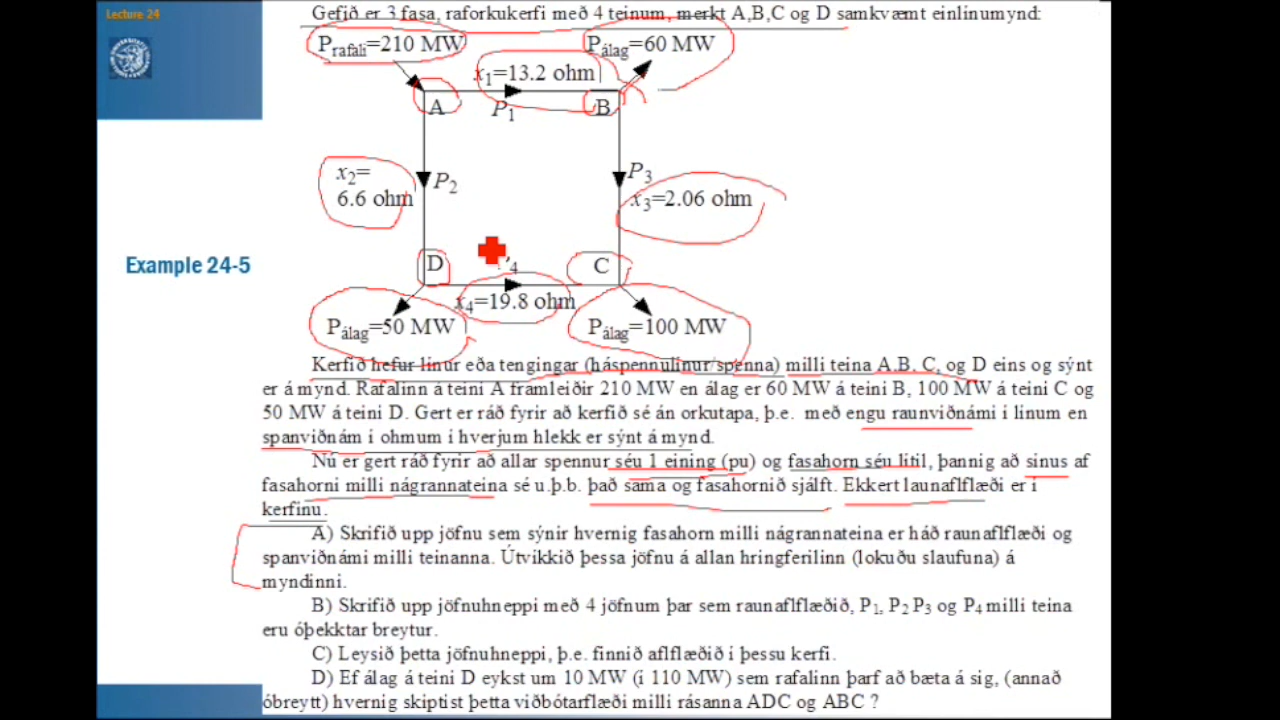 Lecture 24
Gefið er 3 fasa, raforkukerfi með 4 teinum, merkt A,B,C og D samkvæmt einlínumynd:
Prafali=210 MW
Pálag=60 MW
x1=13.2 ohm
A
P1
B
x2=
6.6 ohm
P2
P3
x3=2.06 ohm
Example 24-5
D
4
C
x4=19.8 ohm
Pálag=50 MW
Pálag=100 MW
Kerfið hefur línur eða tengingar (háspennulínur/spenna) milli teina A.B. C, og D eins og sýnt
er á mynd. Rafalinn á teini A framleiðir 210 MW en álag er 60 MW á teini B, 100 MW á teini C og
50 MW á teini D. Gert er ráð fyrir að kerfið sé án orkutapa, þ.e. með engu raunviðnámi í línum en
spanviðnám í ohmum í hverjum hlekk er sýnt á mynd.
Nú er gert ráð fyrir að allar spennur séu 1 eining (pu) og fasahorn séu lítil, þannig að sinus af
fasahorni milli nágrannateina sé u.þ.b. það sama og fasahornið sjálft. Ekkert launaflflæði er í
kerfinu.
A) Skrifið upp jöfnu sem sýnir hvernig fasahorn milli nágrannateina er háð raunaflflæði og
spanviðnámi milli teinanna. Útvíkkið þessa jöfnu á allan hringferilinn (lokuðu slaufuna) á
myndinni.
B) Skrifið upp jöfnuhneppi með 4 jöfnum þar sem raunaflflæðið, P1, P2 P3 og P4 milli teina
eru óþekktar breytur.
C) Leysið þetta jöfnuhneppi, þ.e. finnið aflflæðið í þessu kerfi.
D) Ef álag á teini D eykst um 10 MW (í 110 MW) sem rafalinn þarf að bæta á sig, (annað
óbreytt) hvernig skiptist þetta viðbótarflæði milli rásanna ADC og ABC ?